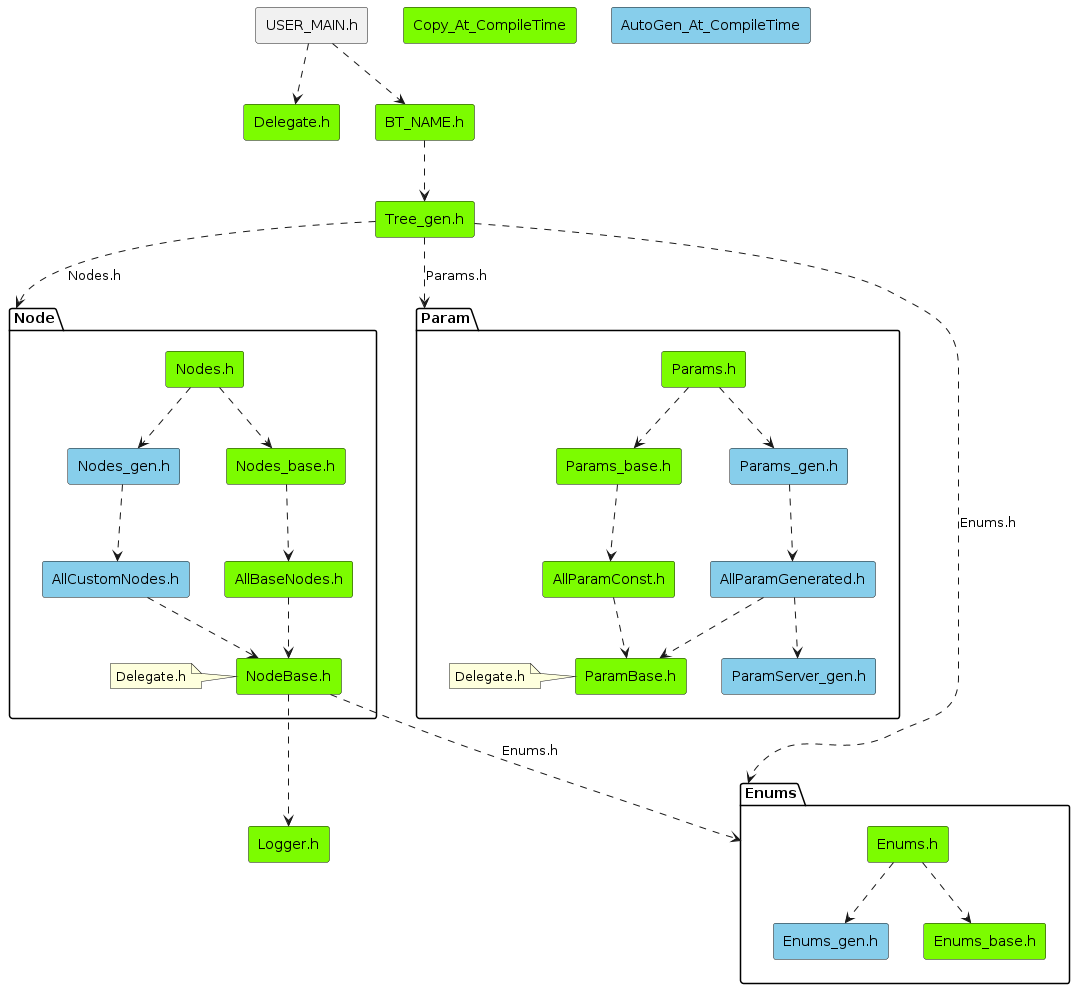 USER_MAIN.h
Copy_At_CompileTime
AutoGen_At_CompileTime
Delegate.h
BT_NAME.h
Tree_gen.h
Nodes.h
Params.h
Node
Param
Nodes.h
Params.h
Nodes_gen.h
Nodes_base.h
Params_base.h
Params_gen.h
Enums.h
AllCustomNodes.h
AllBaseNodes.h
AllParamConst.h
AllParamGenerated.h
Delegate.h
NodeBase.h
Delegate.h
ParamBase.h
ParamServer_gen.h
Enums.h
Enums
Logger.h
Enums.h
Enums_gen.h
Enums_base.h